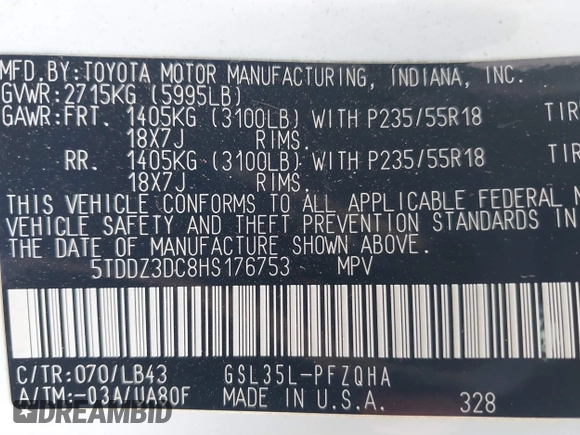 MFD.BY:TOYOTA MOTOR MANUFACTURING, INDIANA, INC.
GVWR:2715KG (5995LB)
GAWR:FRT. 1405KG (3100LB) WITH P235/55R18 TIR
18X7J RIMS.
RR. 1405KG (3100LB) WITH P235/55R18 TIR
18X7J RIMS.
THIS VEHICLE CONFORMS TO ALL APPLICABLE FEDERAL M
VEHICLE SAFETY AND THEFT PREVENTION STANDARDS IN
THE DATE OF MANUFACTURE SHOWN ABOVE.
5TDDZ3DC8HS176753 MPV
C/TR:070/LB43 GSL35L-PFZQHA
A/TM:-03A/UA80F MADE IN U.S.A. 328
DREAMBID